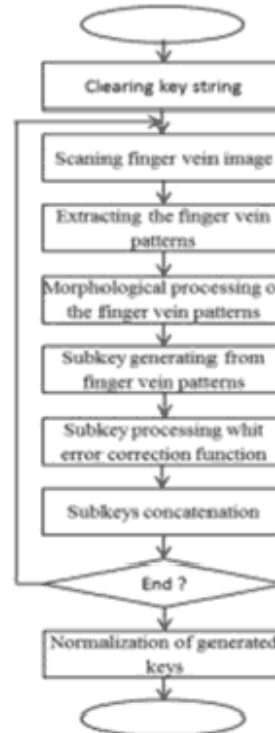 Clearing key string
Scaning finger vein image
Extracting the finger vein
patterns
Morphological processing o
the finger vein patterns
Subkey generating from
finger vein patterns
Subkey processing whit
error correction function
Subkeys concatenation
End ?
Normalization of generated
keys